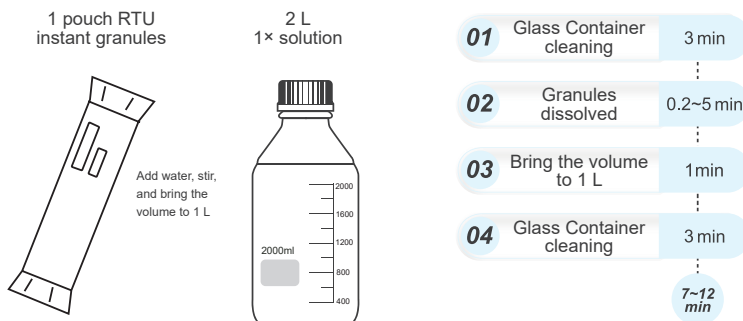 1 pouch RTU
instant granules
2 L
1× solution
Add water, stir,
and bring the
volume to 1 L
2000ml
2000
1600
1200
800
400
01 Glass Container
cleaning
3 min
02 Granules
dissolved
0.2~5 min
03 Bring the volume
to 1 L
1min
04 Glass Container
cleaning
3 min
7~12
min